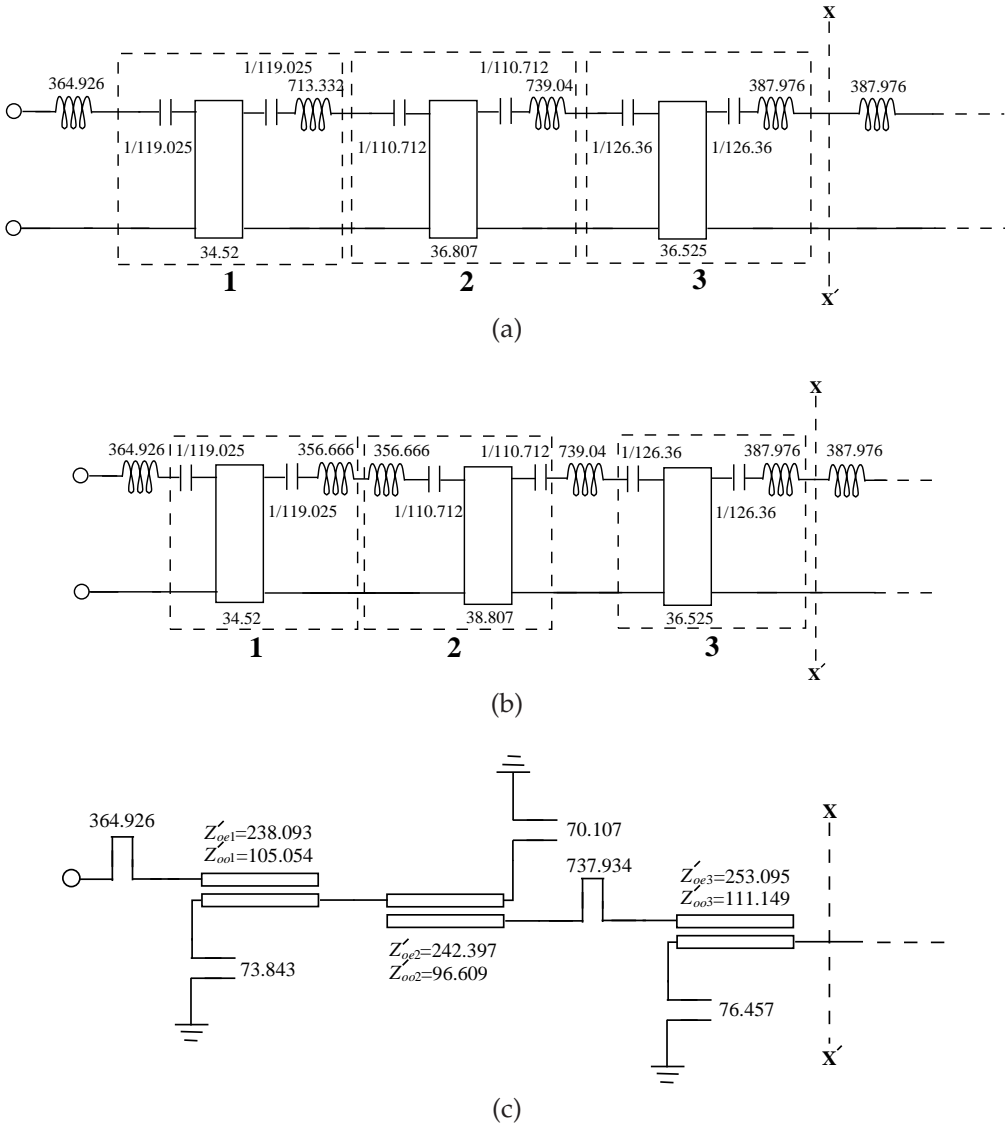 X
1/119.025
1/110.712
364.926
713.332
739.04
387.976
387.976
1/119.025
1/110.712
1/126.36
1/126.36
34.52
36.807
36.525
1
2
3
X´
(a)
X
364.926
1/119.025
356.666
356.666
1/110.712
739.04
1/126.36
387.976
387.976
1/119.025
1/110.712
1/126.36
34.52
38.807
36.525
1
2
3
X´
(b)
364.926
Z´oe1=238.093
Z´oo1=105.054
70.107
737.934
X
Z´oe3=253.095
Z´oo3=111.149
Z´oe2=242.397
Z´oo2=96.609
73.843
76.457
X´
(c)